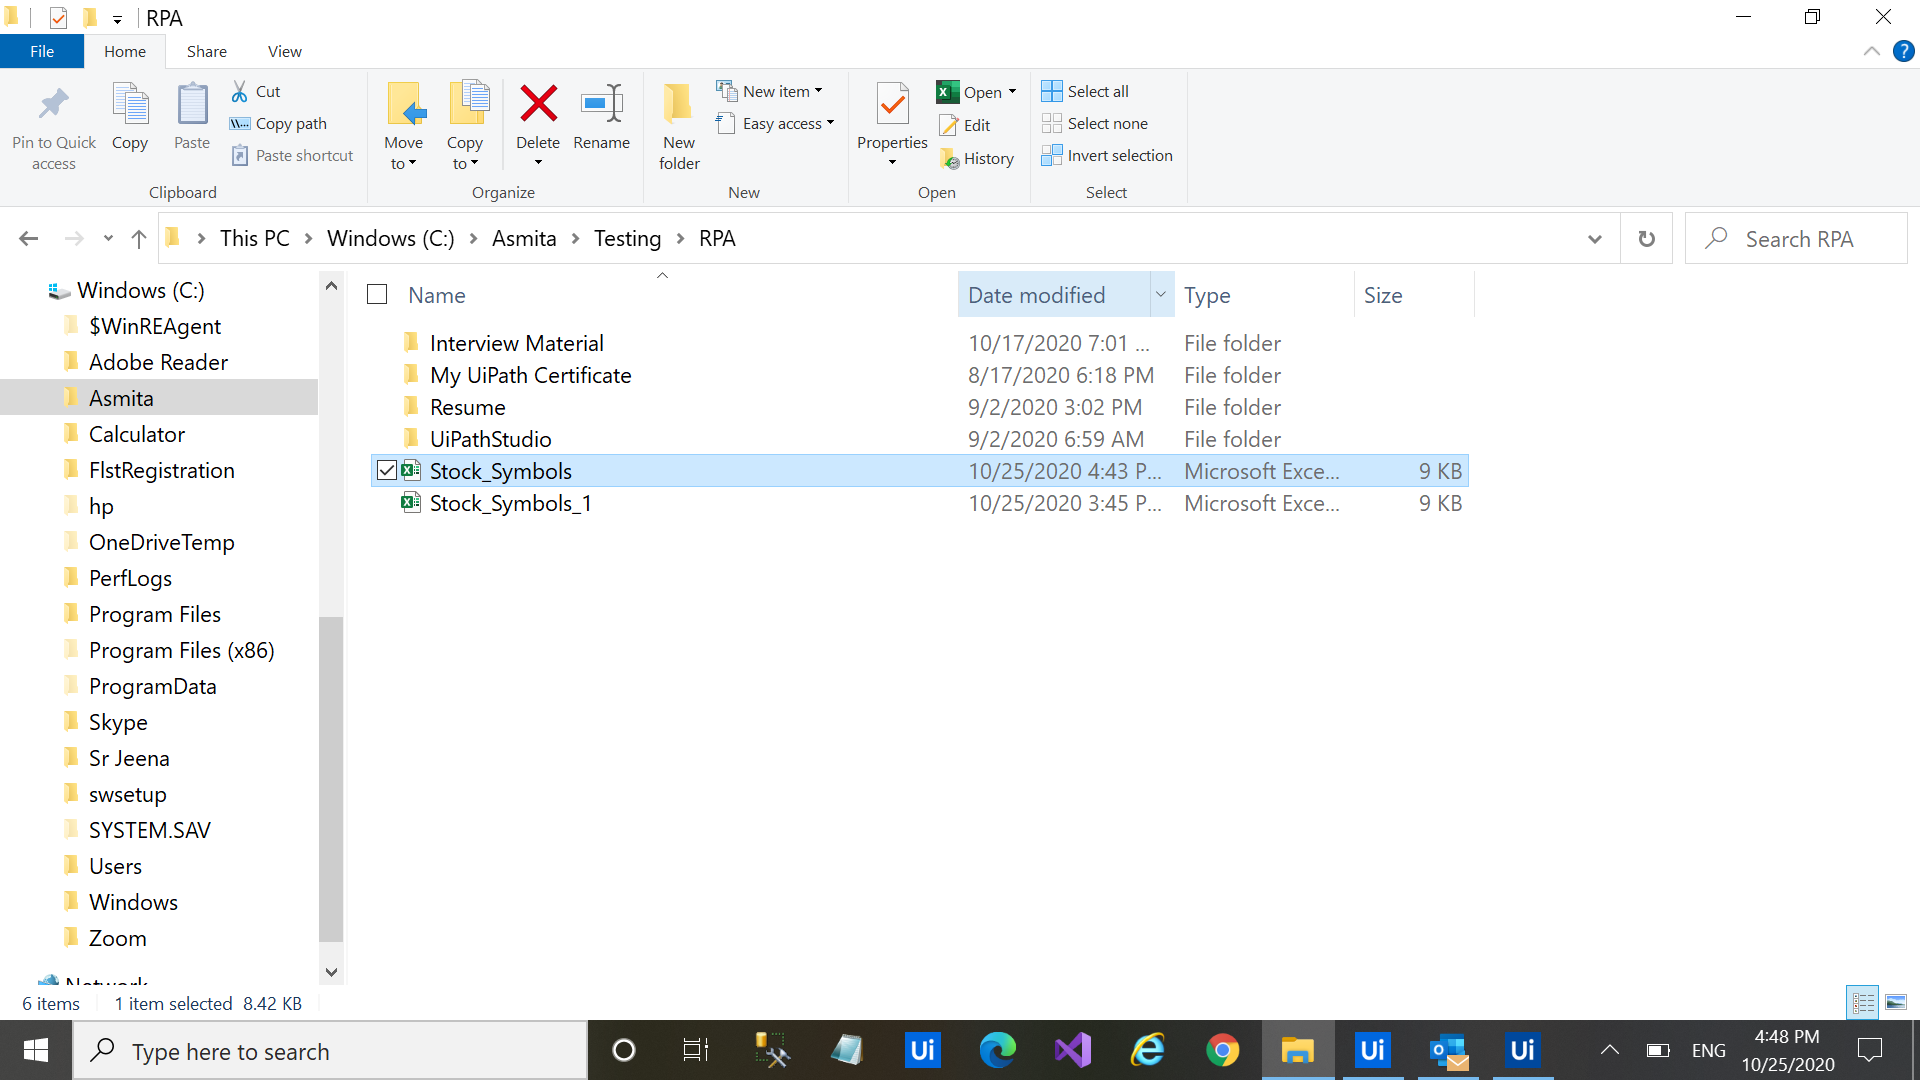 RPA
File Home Share View
Pin to Quick access
Copy
Paste
Cut
Copy path
Paste shortcut
Clipboard
Move to
Copy to
Delete
Rename
Organize
New folder
New item
Easy access
New
Properties
Open
Edit
History
Open
Select all
Select none
Invert selection
Select
This PC > Windows (C:) > Asmita > Testing > RPA
Search RPA
Windows (C:)
$WinREAgent
Adobe Reader
Asmita
Calculator
FlstRegistration
hp
OneDriveTemp
PerfLogs
Program Files
Program Files (x86)
ProgramData
Skype
Sr Jeena
swsetup
SYSTEM.SAV
Users
Windows
Zoom
Network
Name Date modified Type Size
Interview Material 10/17/2020 7:01 ... File folder
My UiPath Certificate 8/17/2020 6:18 PM File folder
Resume 9/2/2020 3:02 PM File folder
UiPathStudio 9/2/2020 6:59 AM File folder
Stock_Symbols 10/25/2020 4:43 P... Microsoft Exce... 9 KB
Stock_Symbols_1 10/25/2020 3:45 P... Microsoft Exce... 9 KB
6 items 1 item selected 8.42 KB
Type here to search
Ui
Ui
Ui
ENG
4:48 PM
10/25/2020